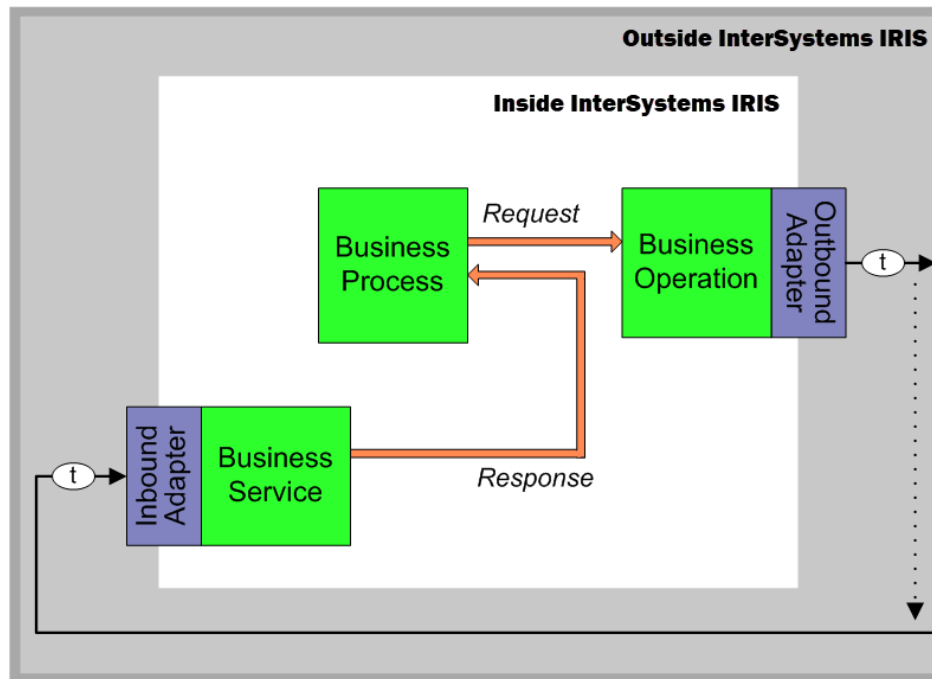 Outside InterSystems IRIS
Inside InterSystems IRIS
Business
Process
Request
Business
Operation
Outbound
Adapter
t
t
Inbound
Adapter
Business
Service
Response